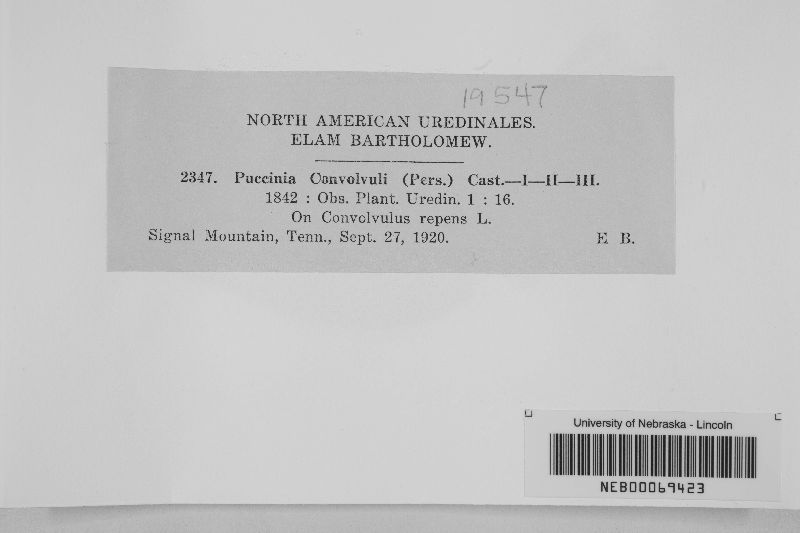 19547
NORTH AMERICAN UREDINALES.
ELAM BARTHOLOMEW.
2347. Puccinia Convolvuli (Pers.) Cast.—I—II—III.
1842 : Obs. Plant. Uredin. 1 : 16.
On Convolvulus repens L.
Signal Mountain, Tenn., Sept. 27, 1920. E B.
University of Nebraska - Lincoln
NEB00069423